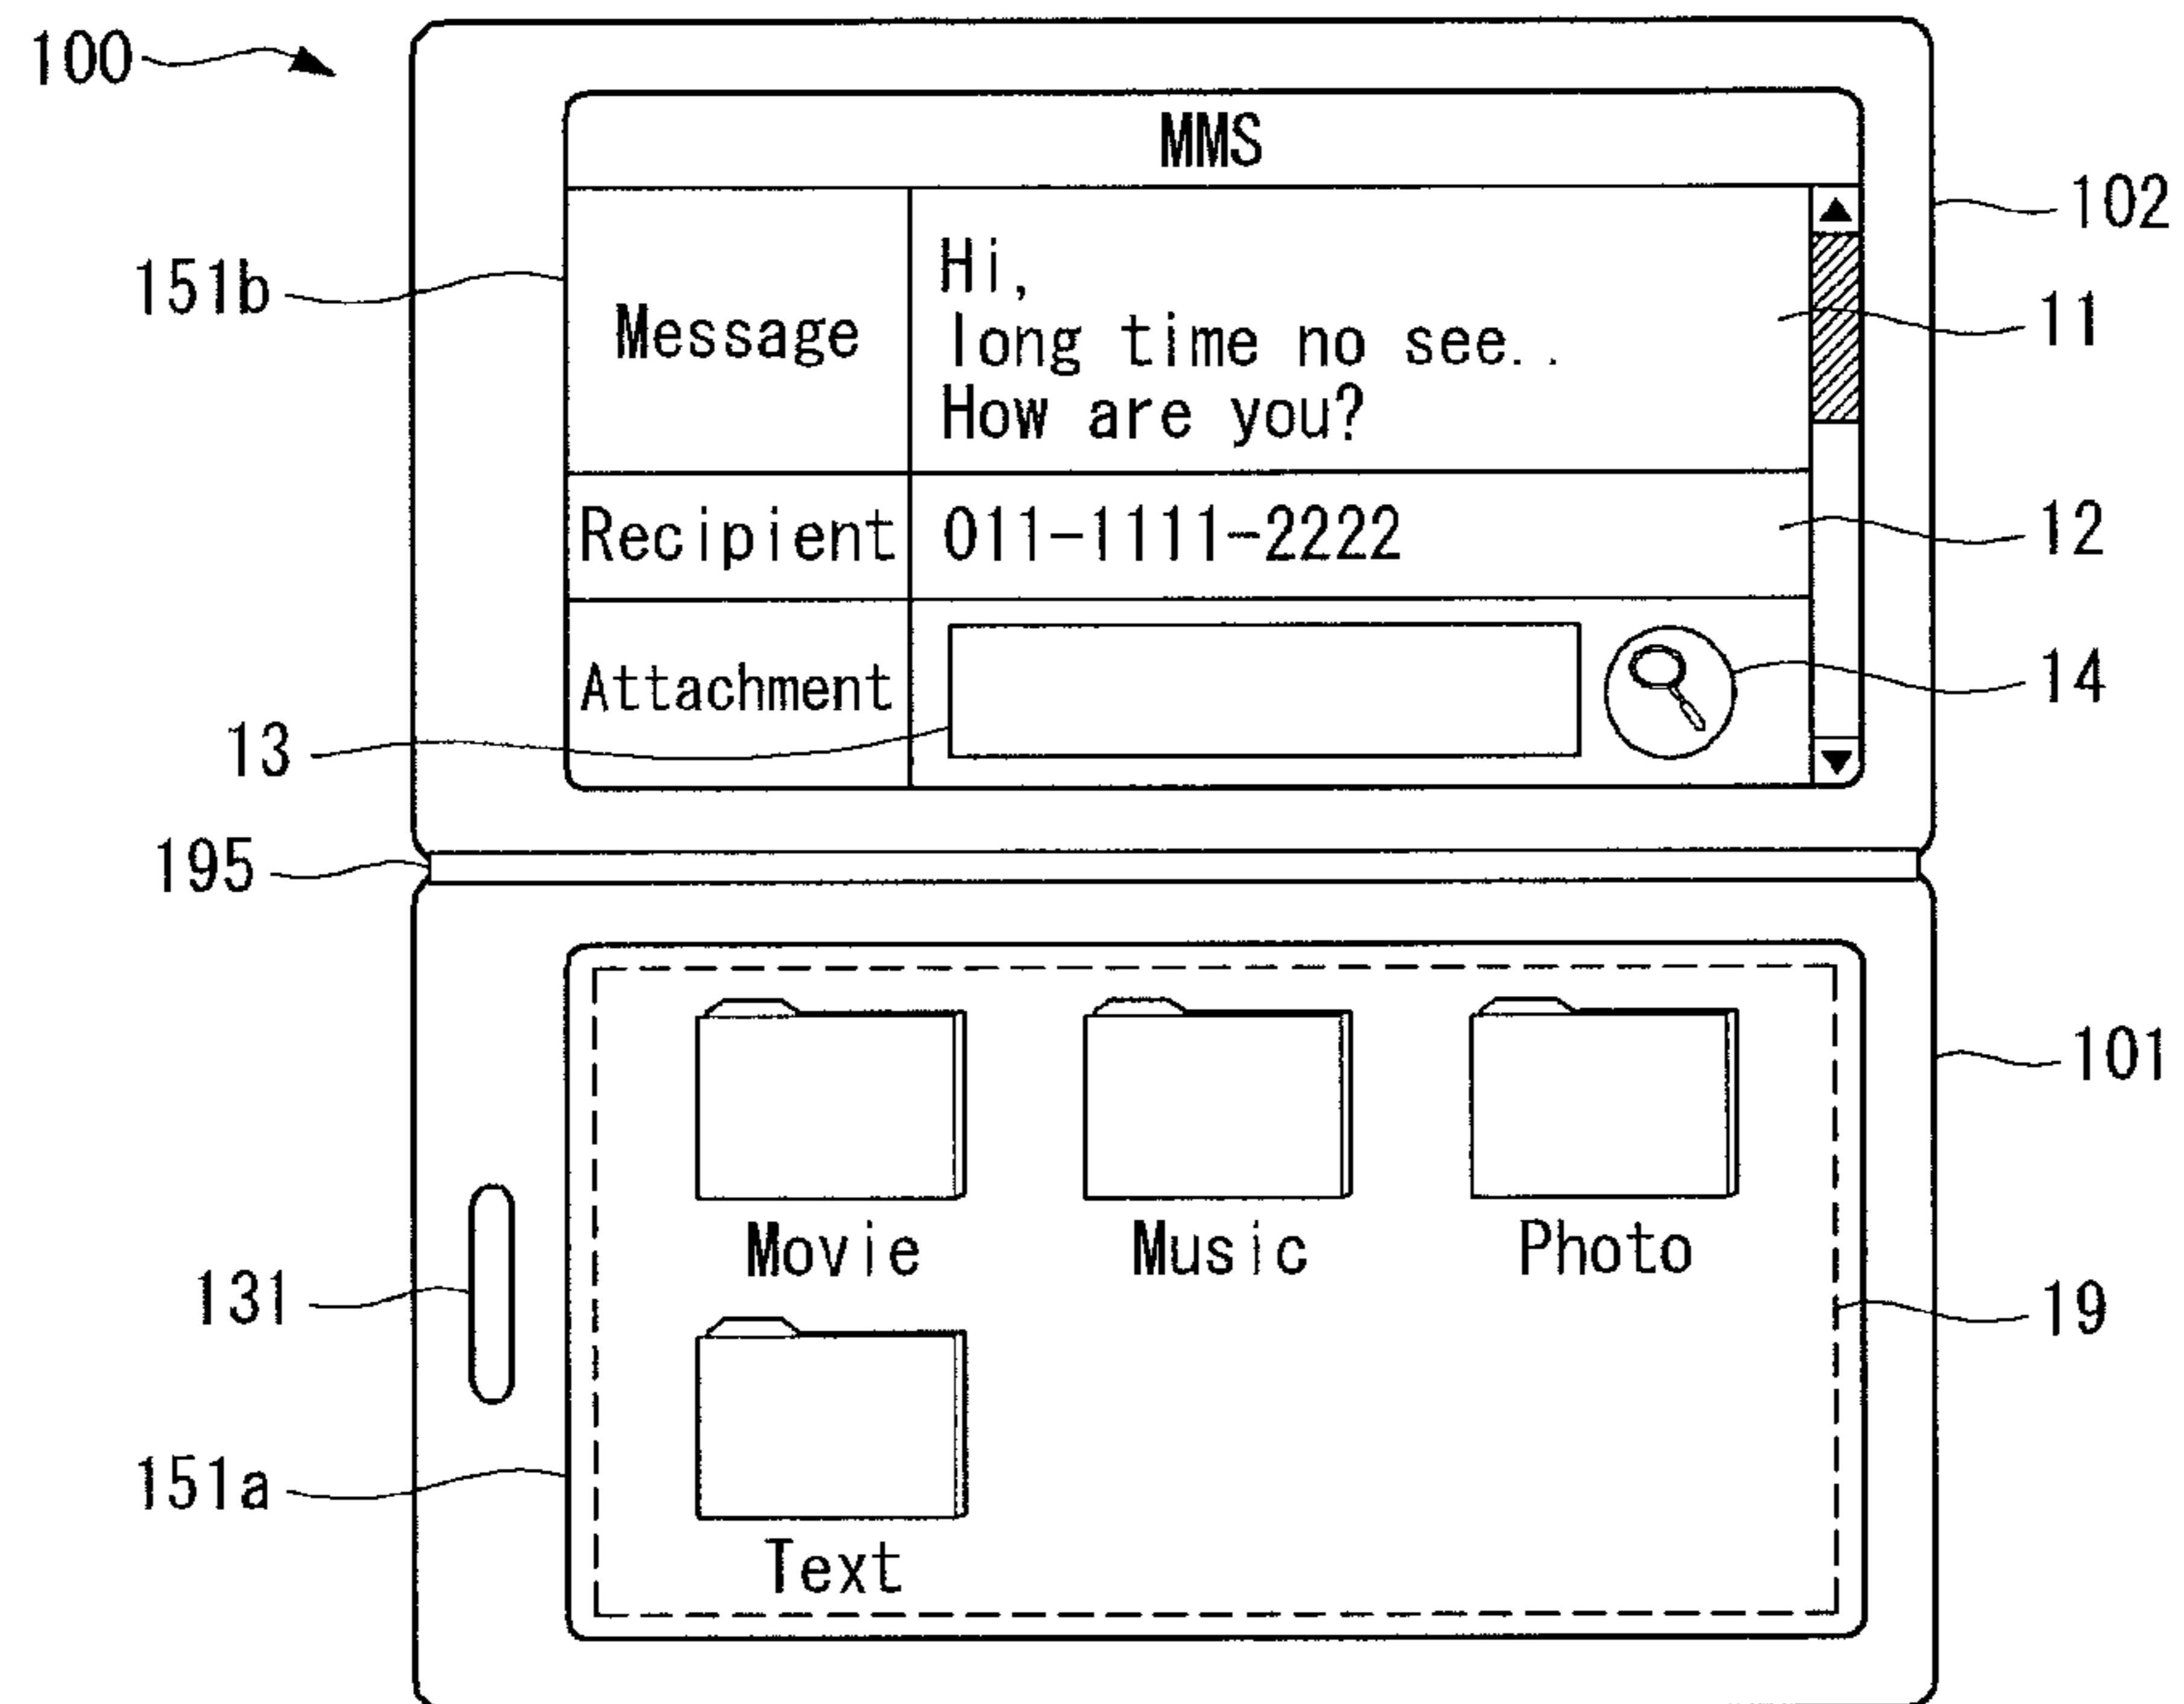 100
MMS
102
151b
Message
Hi,
long time no see..
How are you?
11
Recipient
011-1111-2222
12
Attachment
14
13
195
101
Movie
Music
Photo
131
19
151a
Text